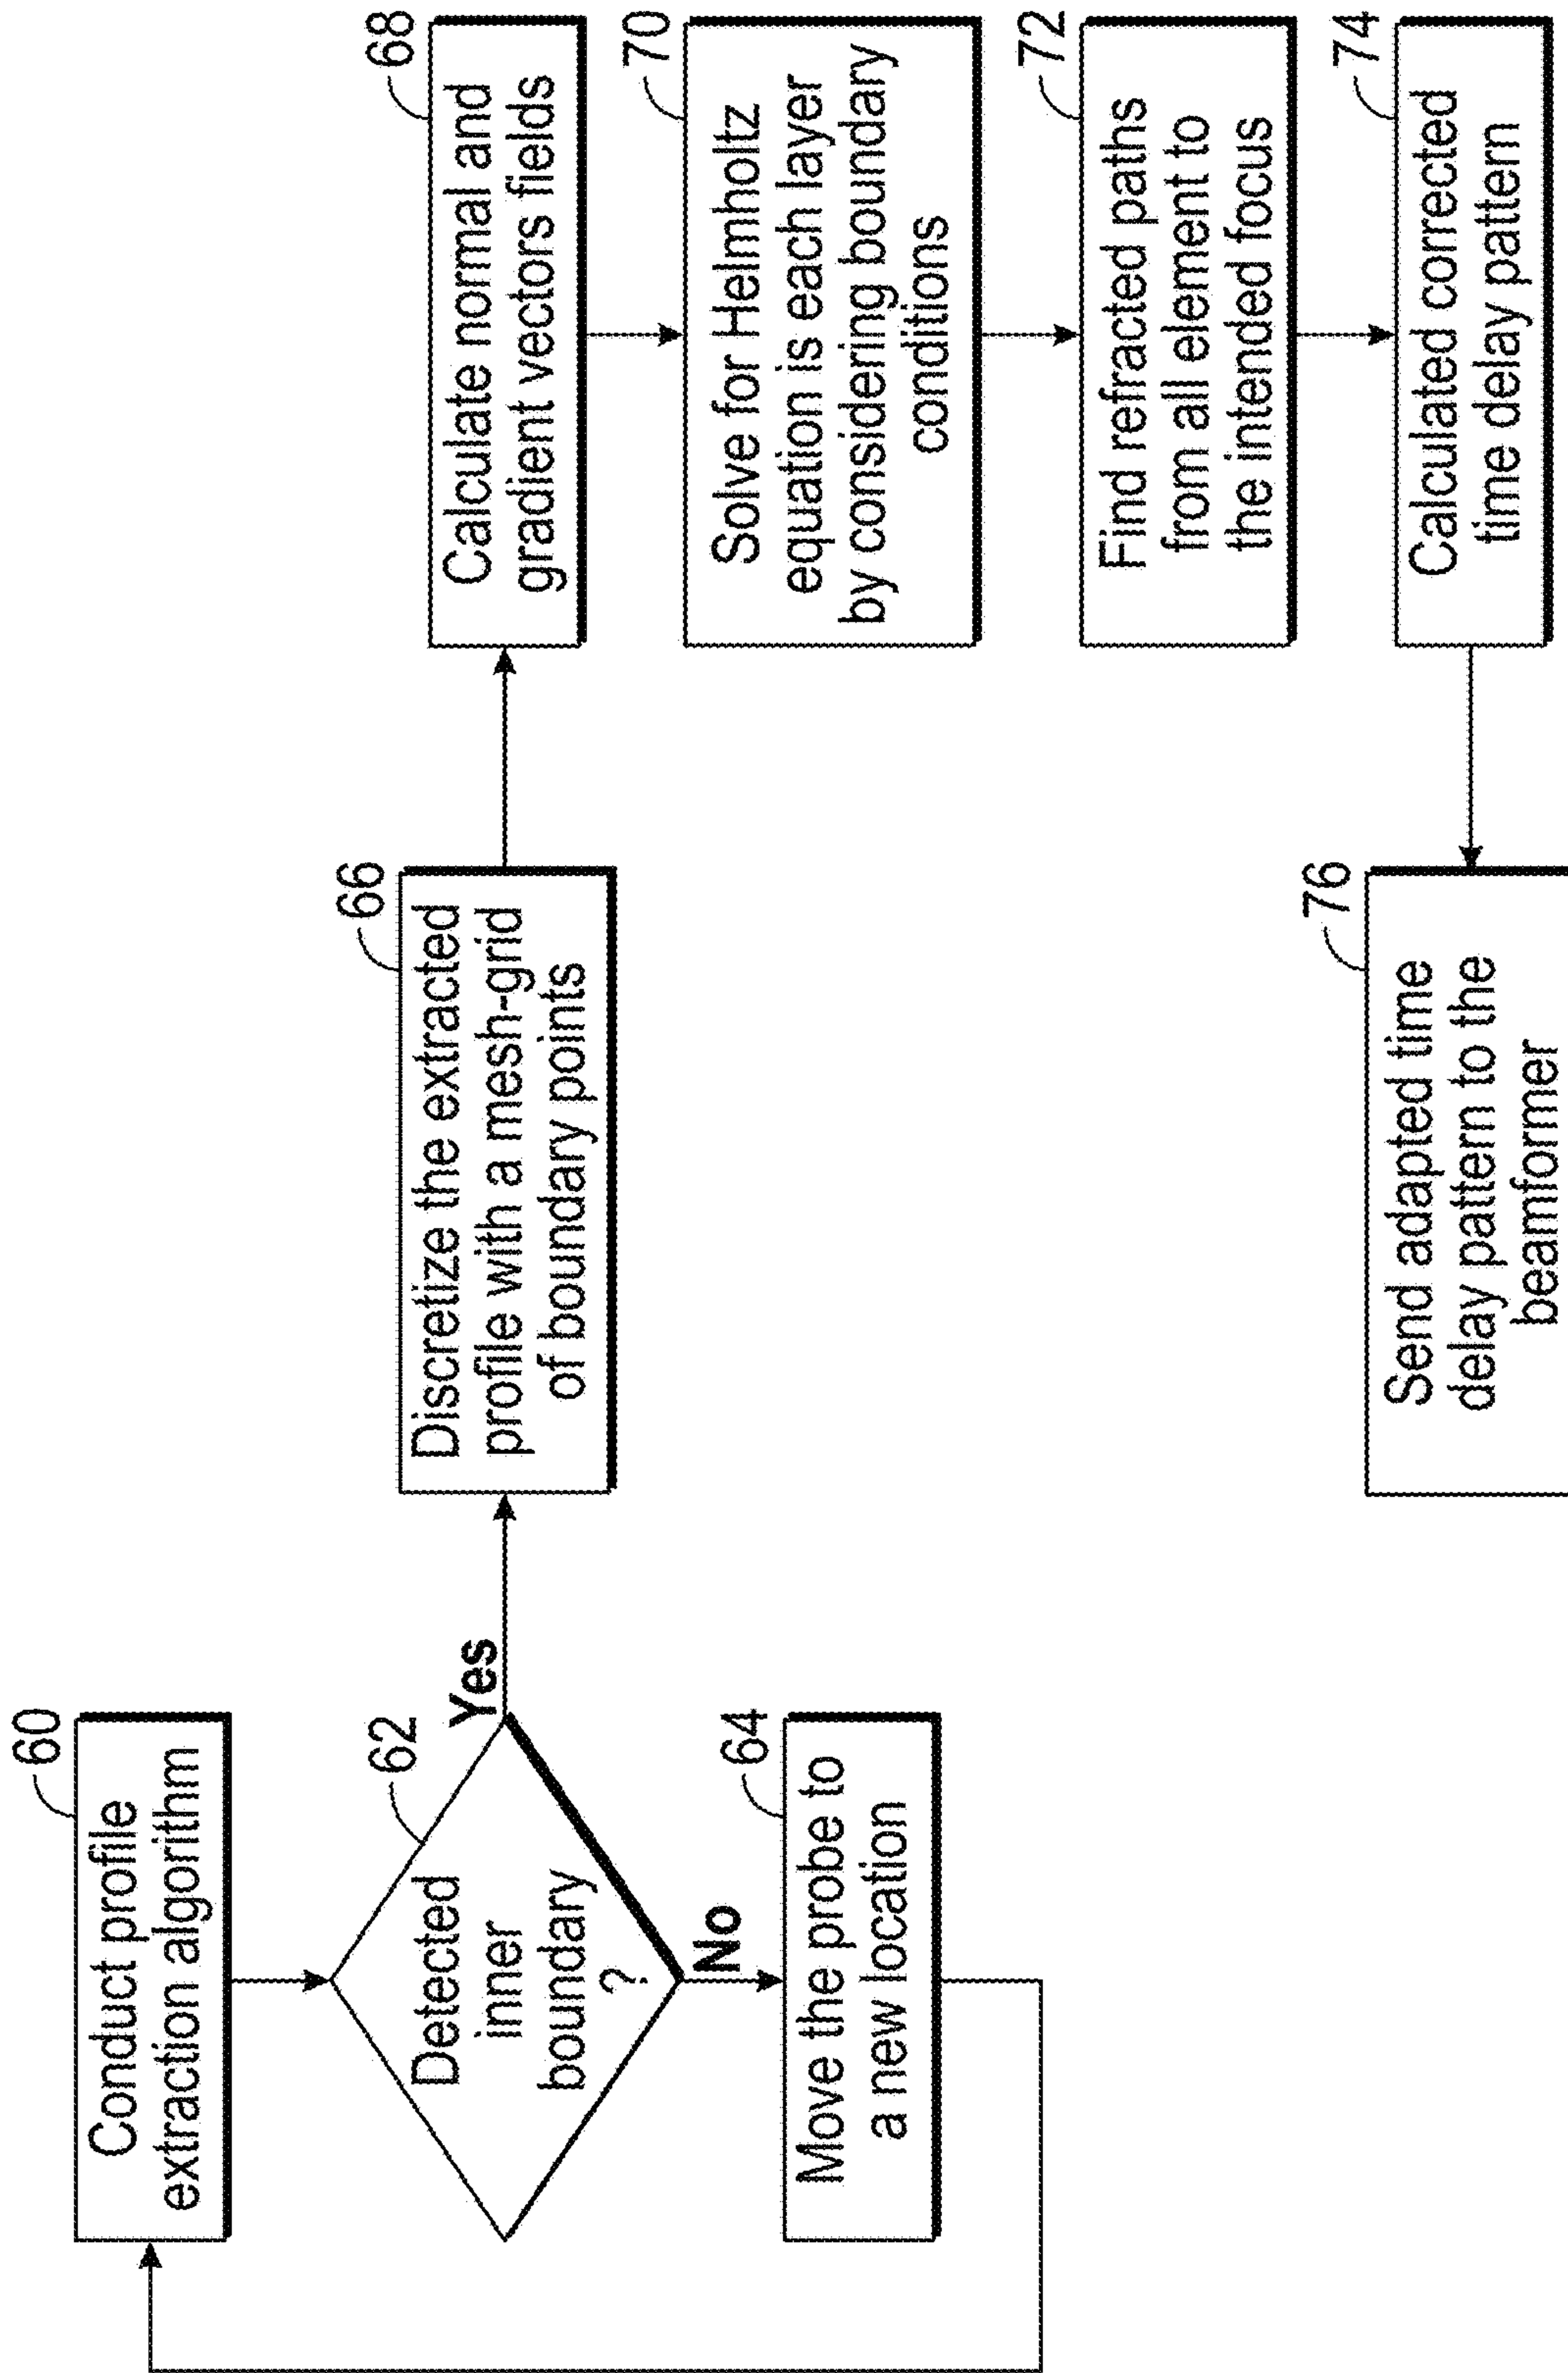 60
Conduct profile
extraction algorithm
62
Detected
inner
boundary
?
Yes
No
64
Move the probe to
a new location
66
Discretize the extracted
profile with a mesh-grid
of boundary points
68
Calculate normal and
gradient vectors fields
70
Solve for Helmholtz
equation is each layer
by considering boundary
conditions
72
Find refracted paths
from all element to
the intended focus
74
Calculated corrected
time delay pattern
76
Send adapted time
delay pattern to the
beamformer